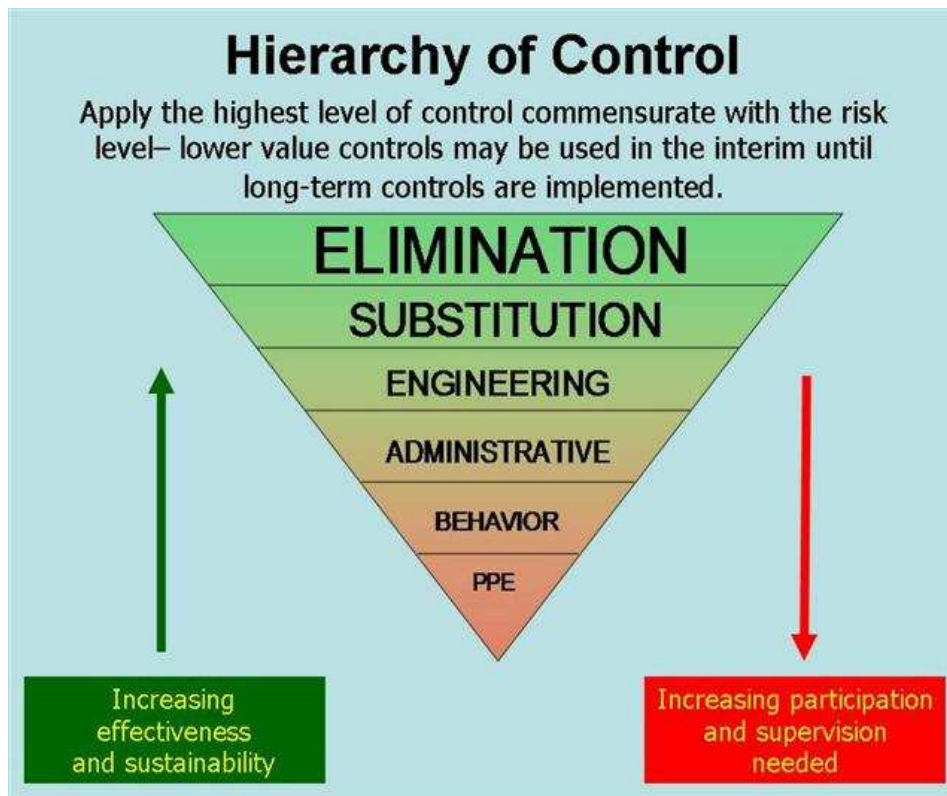 Hierarchy of Control
Apply the highest level of control commensurate with the risk
level– lower value controls may be used in the interim until
long-term controls are implemented.
ELIMINATION
SUBSTITUTION
ENGINEERING
ADMINISTRATIVE
BEHAVIOR
PPE
Increasing
effectiveness
and sustainability
Increasing participation
and supervision
needed